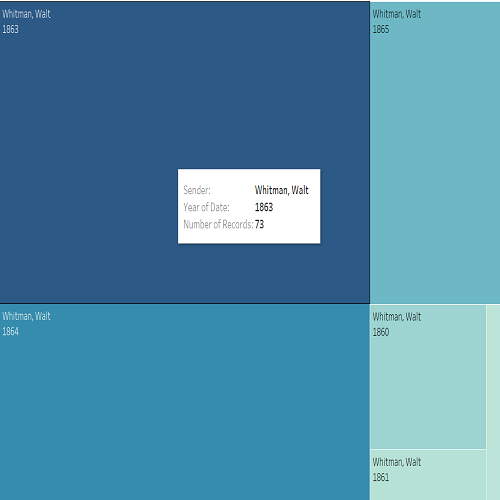 Whitman, Walt
1863
Whitman, Walt
1865
Sender: Whitman, Walt
Year of Date: 1863
Number of Records: 73
Whitman, Walt
1864
Whitman, Walt
1860
Whitman, Walt
1861